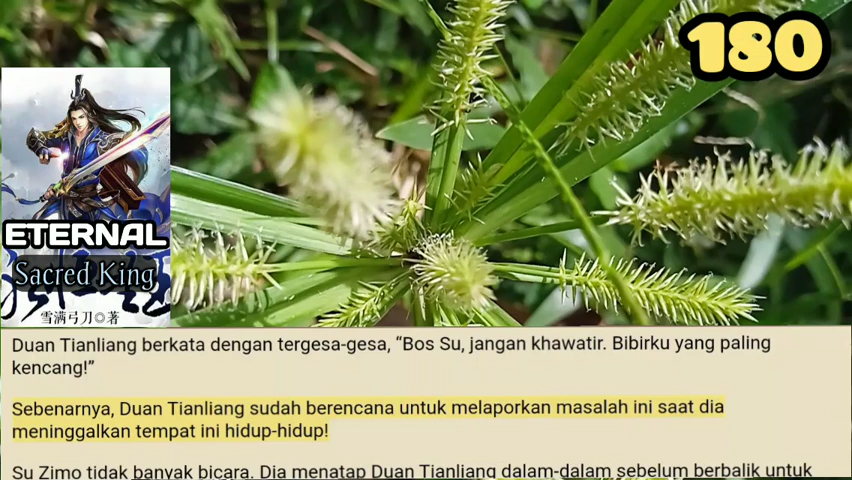 180
ETERNAL
Sacred King
雪满弓刀◎著
Duan Tianliang berkata dengan tergesa-gesa, “Bos Su, jangan khawatir. Bibirku yang paling
kencang!”
Sebenarnya, Duan Tianliang sudah berencana untuk melaporkan masalah ini saat dia
meninggalkan tempat ini hidup-hidup!
Su Zimo tidak banyak bicara. Dia menatap Duan Tianliang dalam-dalam sebelum berbalik untuk